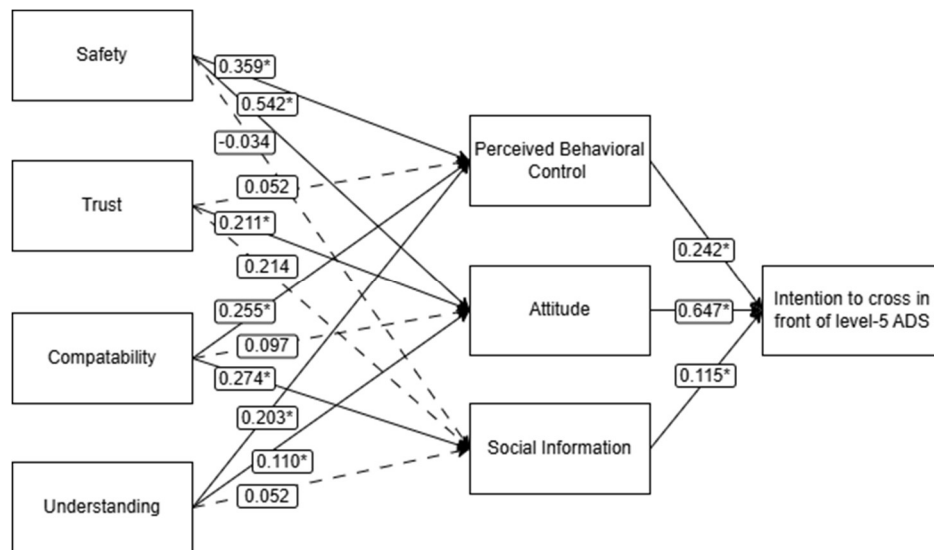 Safety
0.359*
0.542*
-0.034
Perceived Behavioral
Control
Trust
0.052
0.211*
0.214
0.242*
Intention to cross in
front of level-5 ADS
Attitude
0.647*
0.255*
Compatability
0.097
0.274*
0.115*
0.203*
Social Information
0.110*
0.052
Understanding